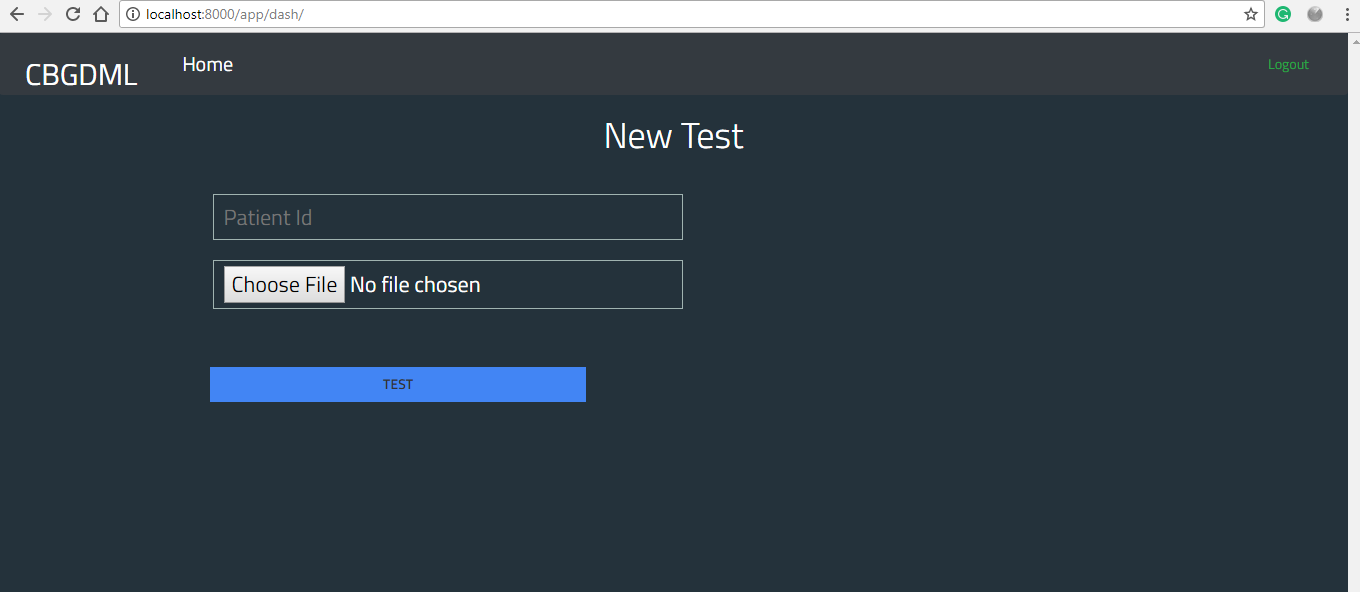 localhost:8000/app/dash/
CBGDML Home Logout
New Test
Patient Id
Choose File No file chosen
TEST